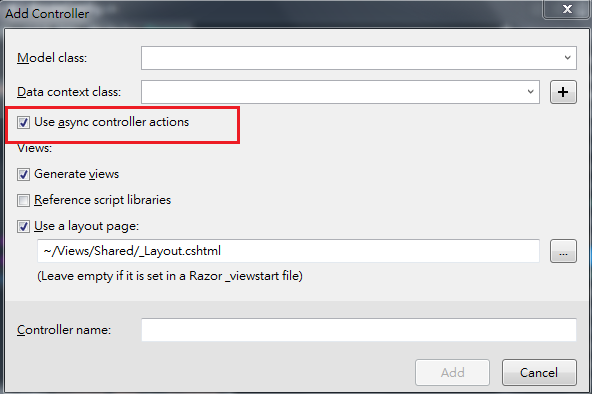 Add Controller
Model class:
Data context class:
Use async controller actions
Views:
Generate views
Reference script libraries
Use a layout page:
~/Views/Shared/_Layout.cshtml
...
(Leave empty if it is set in a Razor _viewstart file)
Controller name:
Add
Cancel